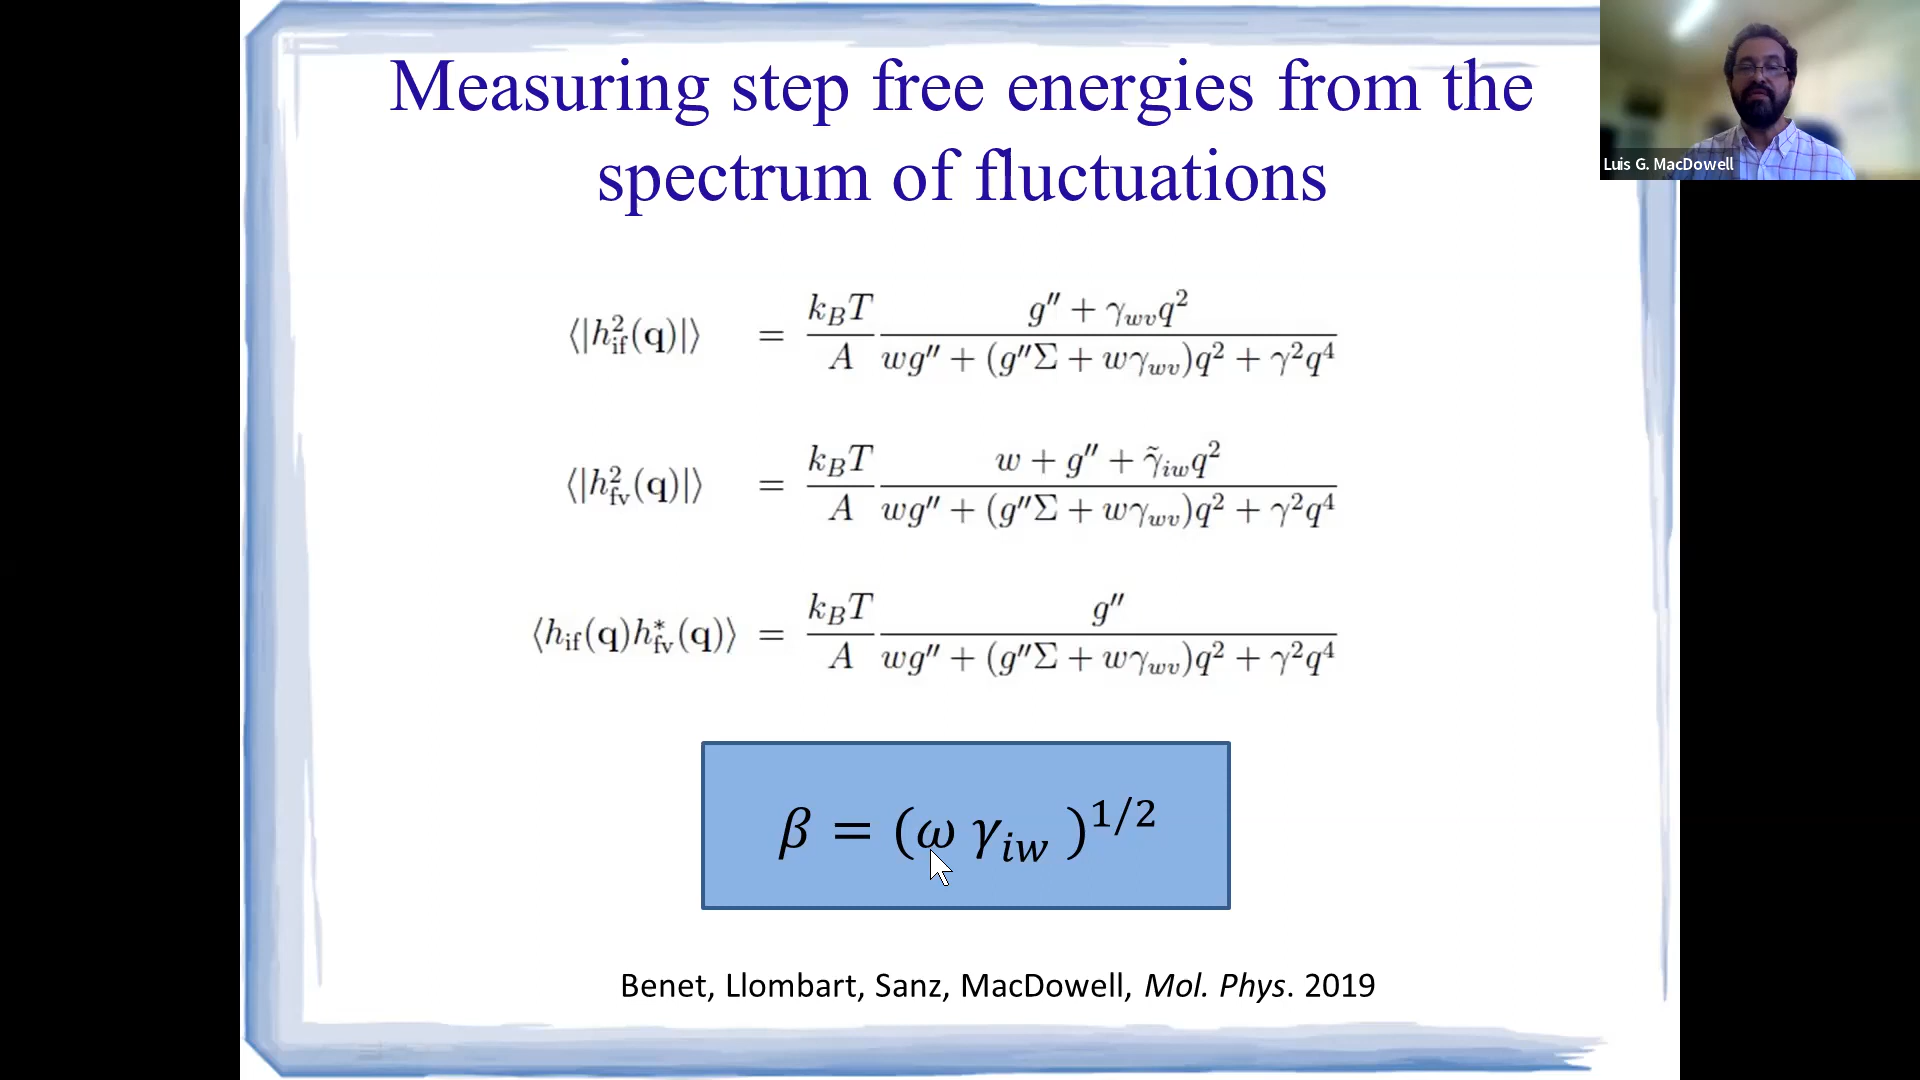 Measuring step free energies from the
spectrum of fluctuations
Luis G. MacDowell
⟨|h²_if(q)|⟩ = k_BT/A (g″ + γ_wv q²)/(wg″ + (g″Σ + wγ_wv)q² + γ²q⁴)
⟨|h²_fv(q)|⟩ = k_BT/A (w + g″ + γ̃_iw q²)/(wg″ + (g″Σ + wγ_wv)q² + γ²q⁴)
⟨h_if(q)h*_fv(q)⟩ = k_BT/A g″/(wg″ + (g″Σ + wγ_wv)q² + γ²q⁴)
β = (ω γ_iw )^1/2
Benet, Llombart, Sanz, MacDowell, Mol. Phys. 2019